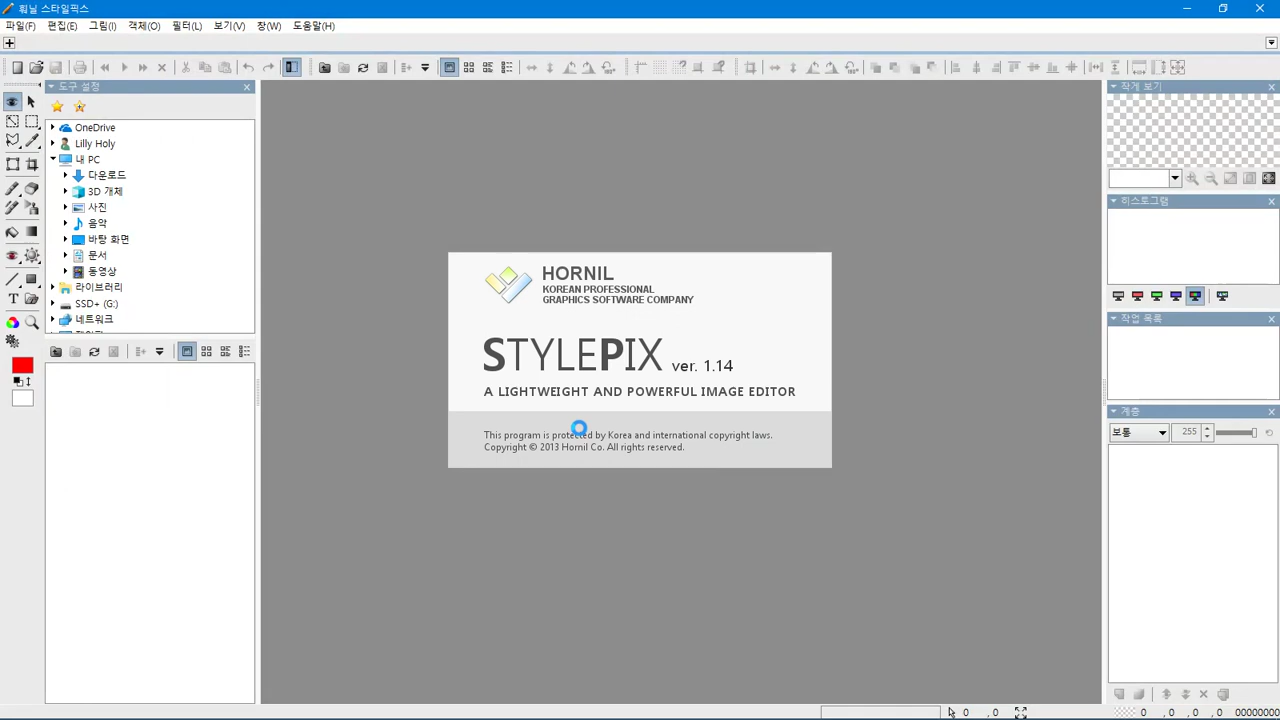 훠닐 스타일픽스
파일(F) 편집(E) 그림(I) 객체(O) 필터(L) 보기(V) 창(W) 도움말(H)
도구 설정
OneDrive
Lilly Holy
내 PC
다운로드
3D 개체
사진
음악
바탕 화면
문서
동영상
라이브러리
SSD+ (G:)
네트워크
HORNIL
KOREAN PROFESSIONAL
GRAPHICS SOFTWARE COMPANY
STYLEPIX ver. 1.14
A LIGHTWEIGHT AND POWERFUL IMAGE EDITOR
This program is protected by Korea and international copyright laws.
Copyright © 2013 Hornil Co. All rights reserved.
작게 보기
히스토그램
작업 목록
계층
보통 255
0 , 0
0 , 0 , 0 , 0 00000000